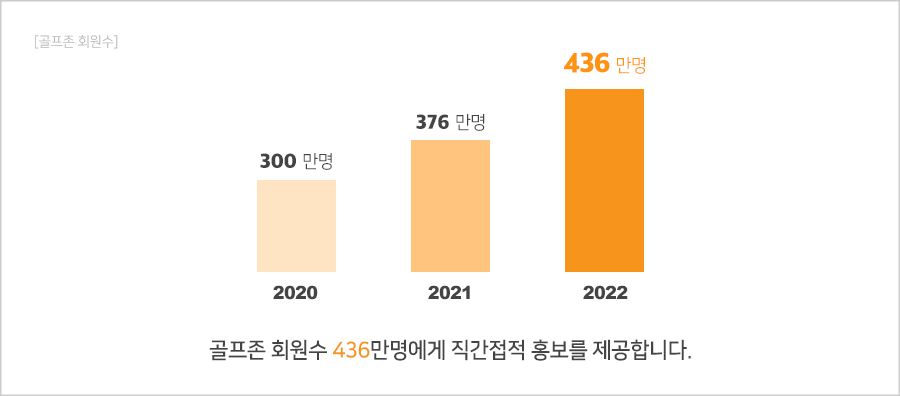 [골프존 회원수]
436 만명
376 만명
300 만명
2020 2021 2022
골프존 회원수 436만명에게 직간접적 홍보를 제공합니다.